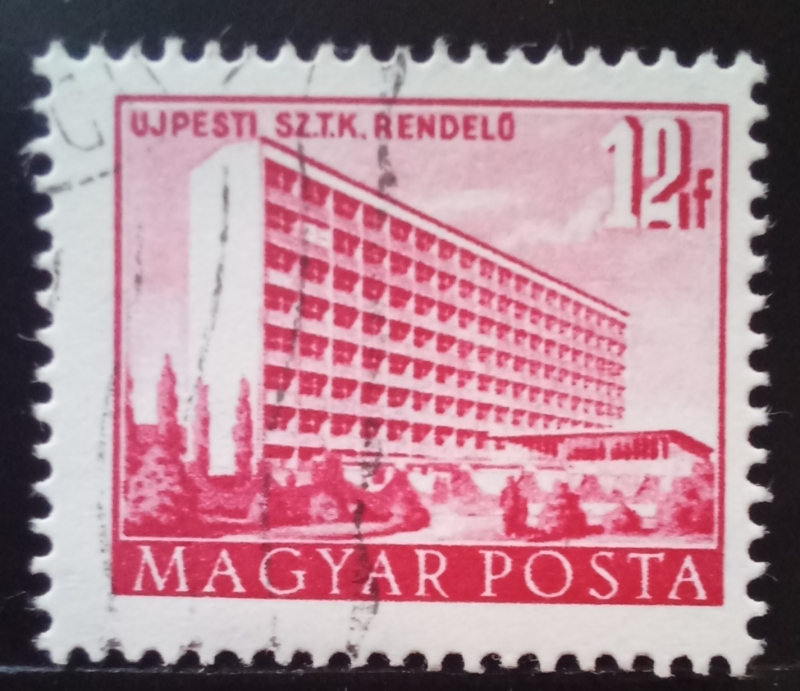 UJPESTI SZ.T.K. RENDELŐ
12f
MAGYAR POSTA